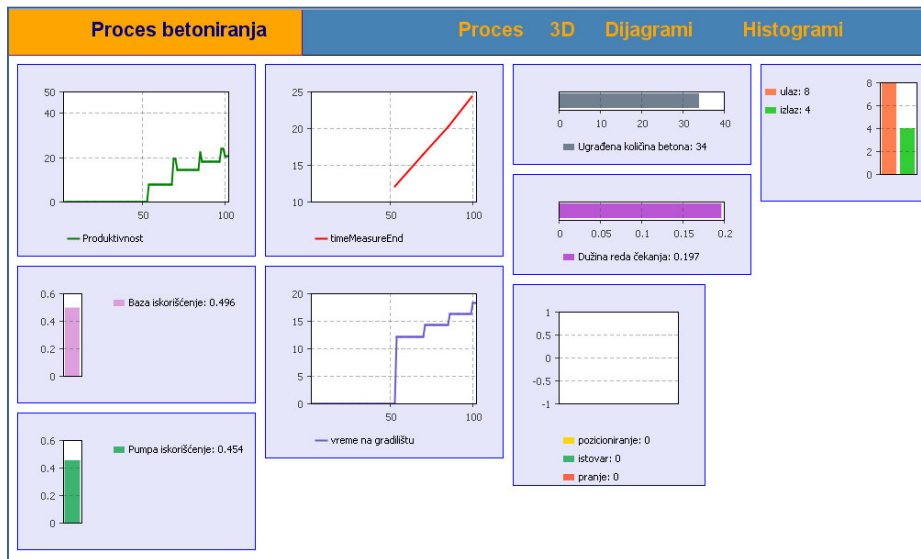 Proces betoniranja
Proces 3D Dijagrami Histogrami
50
40
20
0
50 100
Produktivnost
25
20
15
10
50 100
timeMeasureEnd
0 10 20 30 40
Ugrađena količina betona: 34
ulaz: 8
izlaz: 4
8
6
4
2
0
0 0.05 0.1 0.15 0.2
Dužina reda čekanja: 0.197
0.6
0.4
0.2
0
Baza iskorišćenje: 0.496
20
15
10
5
0
50 100
vreme na gradilištu
1
0.5
0
-0.5
-1
pozicioniranje: 0
istovar: 0
pranje: 0
0.6
0.4
0.2
0
Pumpa iskorišćenje: 0.454